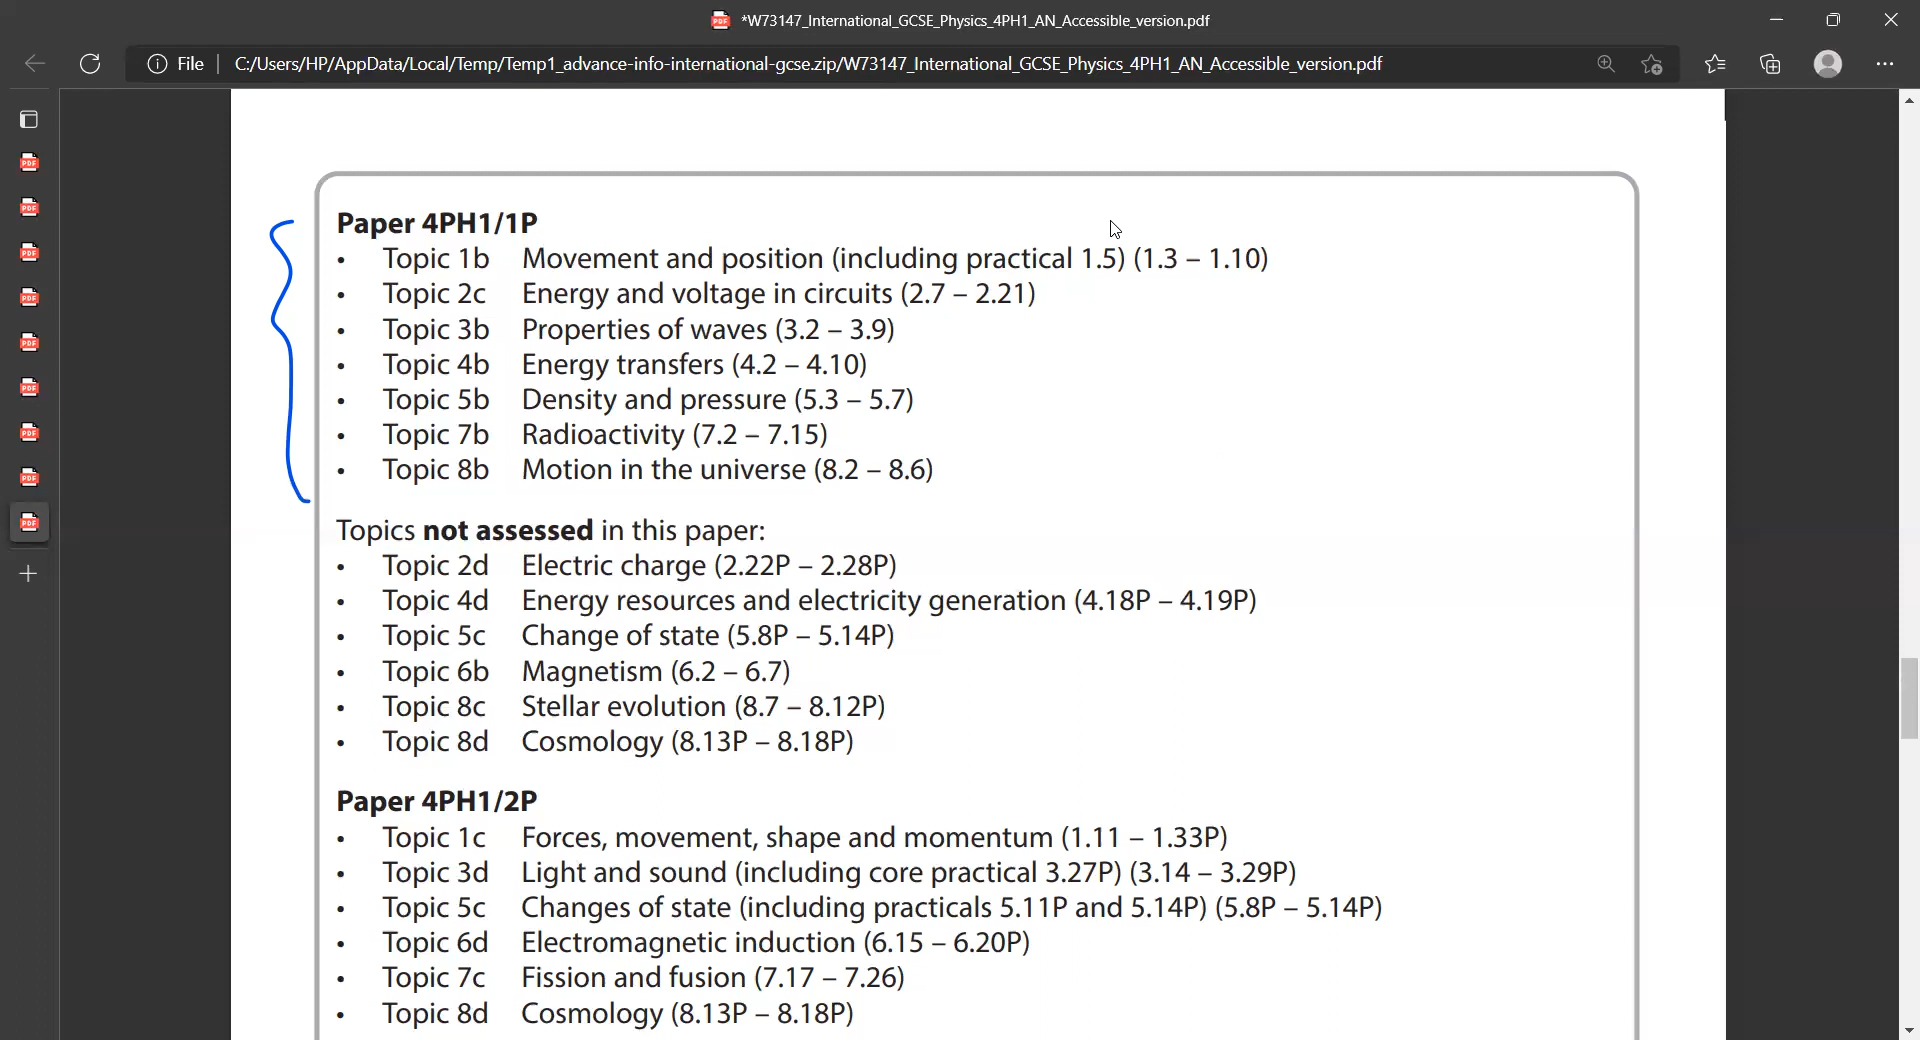 *W73147_International_GCSE_Physics_4PH1_AN_Accessible_version.pdf
File | C:/Users/HP/AppData/Local/Temp/Temp1_advance-info-international-gcse.zip/W73147_International_GCSE_Physics_4PH1_AN_Accessible_version.pdf
PDF
PDF
PDF
PDF
PDF
PDF
PDF
PDF
PDF
PDF
Paper 4PH1/1P
• Topic 1b Movement and position (including practical 1.5) (1.3 – 1.10)
• Topic 2c Energy and voltage in circuits (2.7 – 2.21)
• Topic 3b Properties of waves (3.2 – 3.9)
• Topic 4b Energy transfers (4.2 – 4.10)
• Topic 5b Density and pressure (5.3 – 5.7)
• Topic 7b Radioactivity (7.2 – 7.15)
• Topic 8b Motion in the universe (8.2 – 8.6)
Topics not assessed in this paper:
• Topic 2d Electric charge (2.22P – 2.28P)
• Topic 4d Energy resources and electricity generation (4.18P – 4.19P)
• Topic 5c Change of state (5.8P – 5.14P)
• Topic 6b Magnetism (6.2 – 6.7)
• Topic 8c Stellar evolution (8.7 – 8.12P)
• Topic 8d Cosmology (8.13P – 8.18P)
Paper 4PH1/2P
• Topic 1c Forces, movement, shape and momentum (1.11 – 1.33P)
• Topic 3d Light and sound (including core practical 3.27P) (3.14 – 3.29P)
• Topic 5c Changes of state (including practicals 5.11P and 5.14P) (5.8P – 5.14P)
• Topic 6d Electromagnetic induction (6.15 – 6.20P)
• Topic 7c Fission and fusion (7.17 – 7.26)
• Topic 8d Cosmology (8.13P – 8.18P)